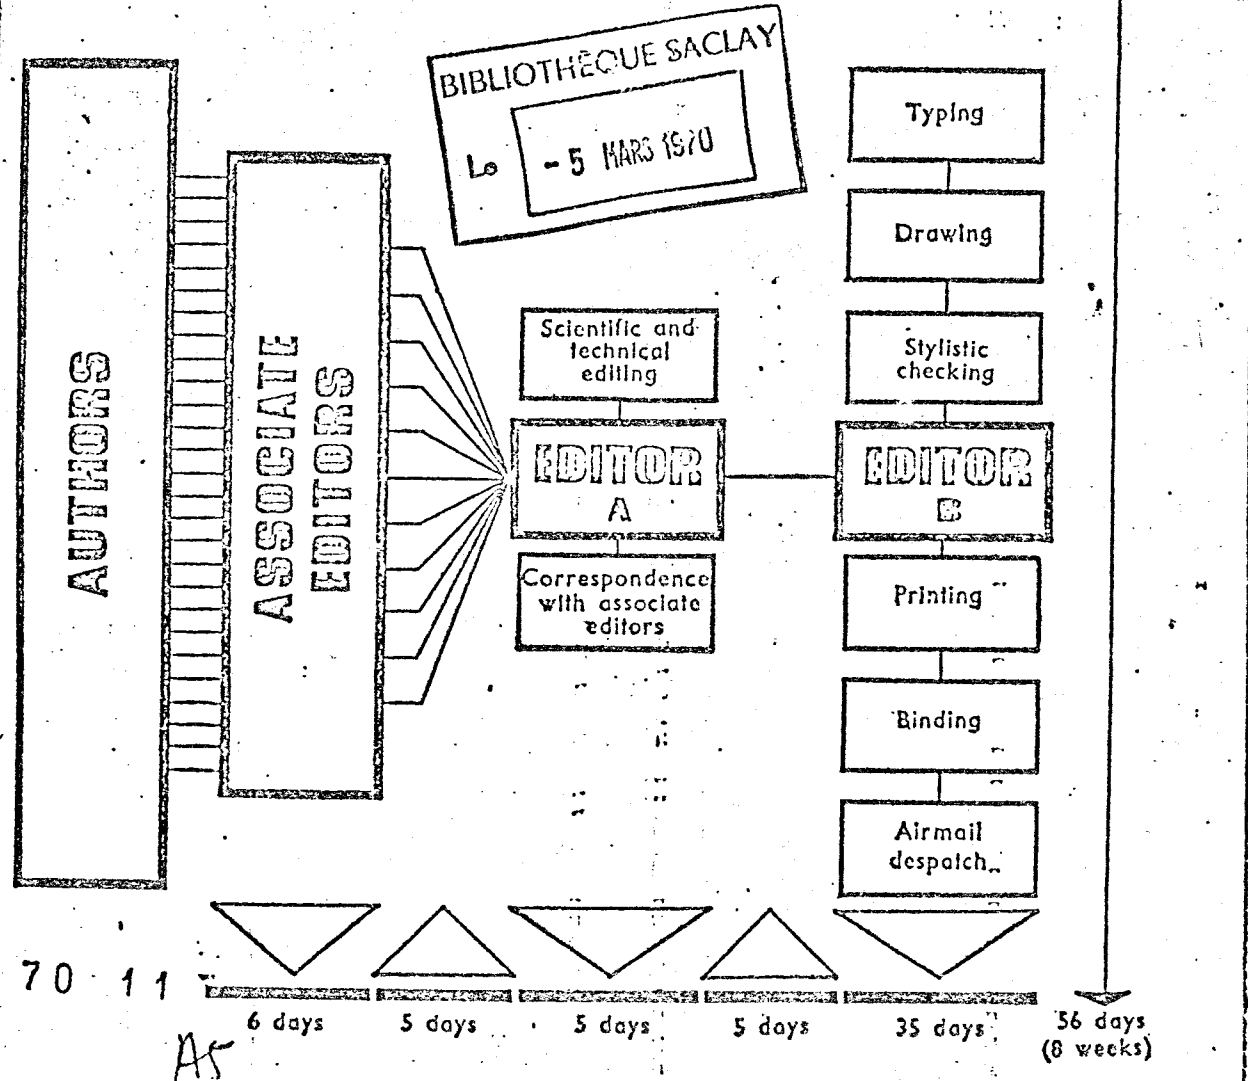 BIBLIOTHEQUE SACLAY
Le
- 5 MARS 1970
AUTHORS
ASSOCIATE
EDITORS
Scientific and
technical
editing
EDITOR
A
Correspondence
with associate
editors
Typing
Drawing
Stylistic
checking
EDITOR
B
Printing
Binding
Airmail
despatch
70 11
6 days
5 days
5 days
5 days
35 days
56 days
(8 weeks)
A5